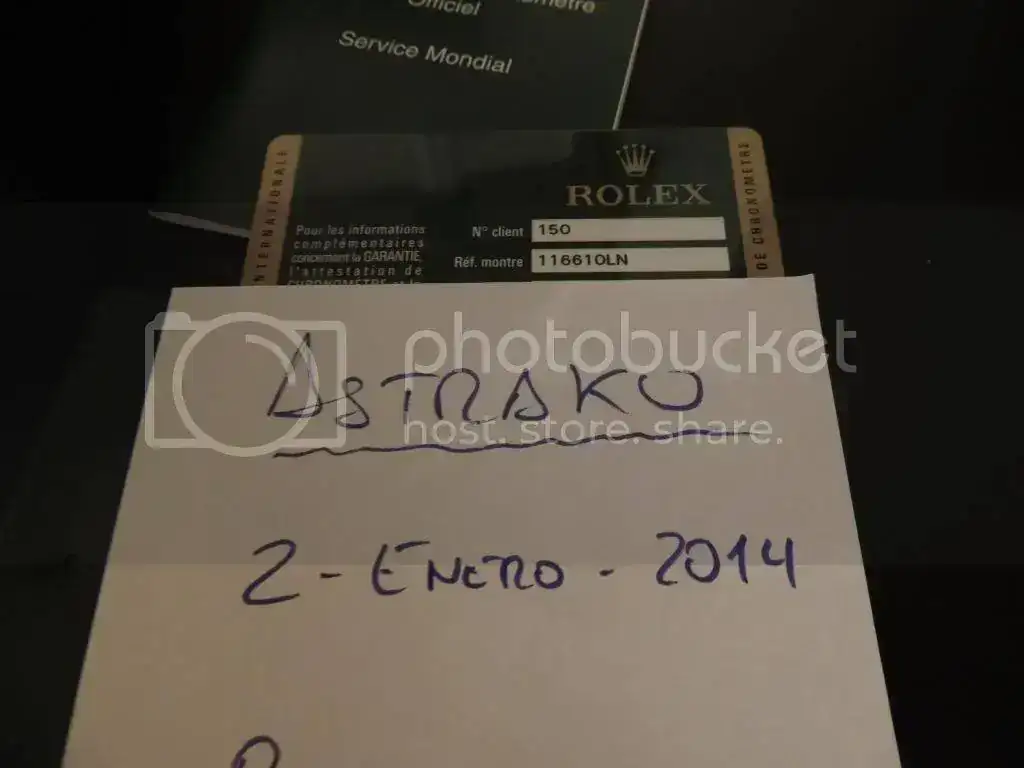 Officiel
Service Mondial
INTERNATIONALE
DE CHRONOMETRE
ROLEX
Pour les informations
complémentaires
concernant la GARANTIE,
l'attestation de
N° client 150
Réf. montre 116610LN
photobucket
host. store. share.
ASTRAKO
2 - ENERO - 2014